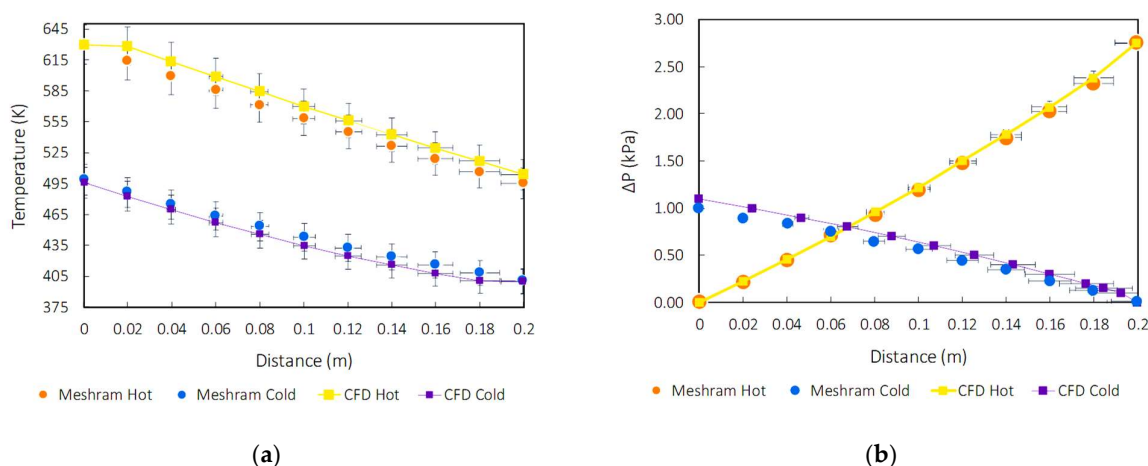 645
615
585
555
525
495
465
435
405
375
Temperature (K)
0 0.02 0.04 0.06 0.08 0.1 0.12 0.14 0.16 0.18 0.2
Distance (m)
Meshram Hot Meshram Cold CFD Hot CFD Cold
(a)
3.00
2.50
2.00
1.50
1.00
0.50
0.00
ΔP (kPa)
0 0.02 0.04 0.06 0.08 0.1 0.12 0.14 0.16 0.18 0.2
Distance (m)
Meshram Hot Meshram Cold CFD Hot CFD Cold
(b)